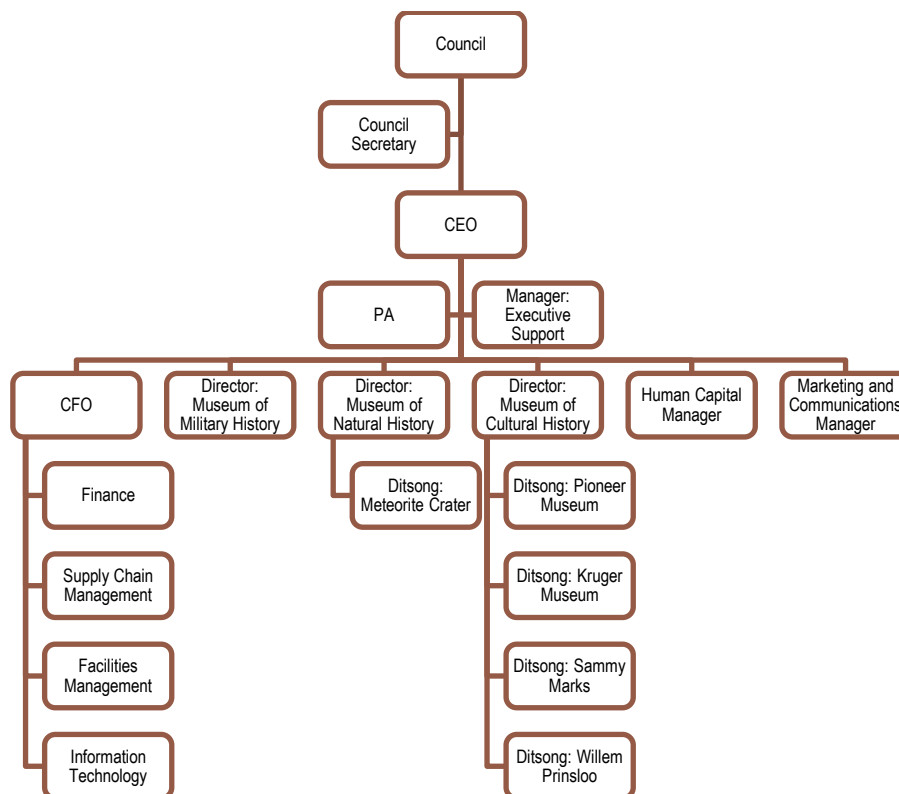 Council
Council
Secretary
CEO
PA
Manager:
Executive
Support
CFO
Director:
Museum of
Military History
Director:
Museum of
Natural History
Director:
Museum of
Cultural History
Human Capital
Manager
Marketing and
Communications
Manager
Finance
Supply Chain
Management
Facilities
Management
Information
Technology
Ditsong:
Meteorite Crater
Ditsong: Pioneer
Museum
Ditsong: Kruger
Museum
Ditsong: Sammy
Marks
Ditsong: Willem
Prinsloo